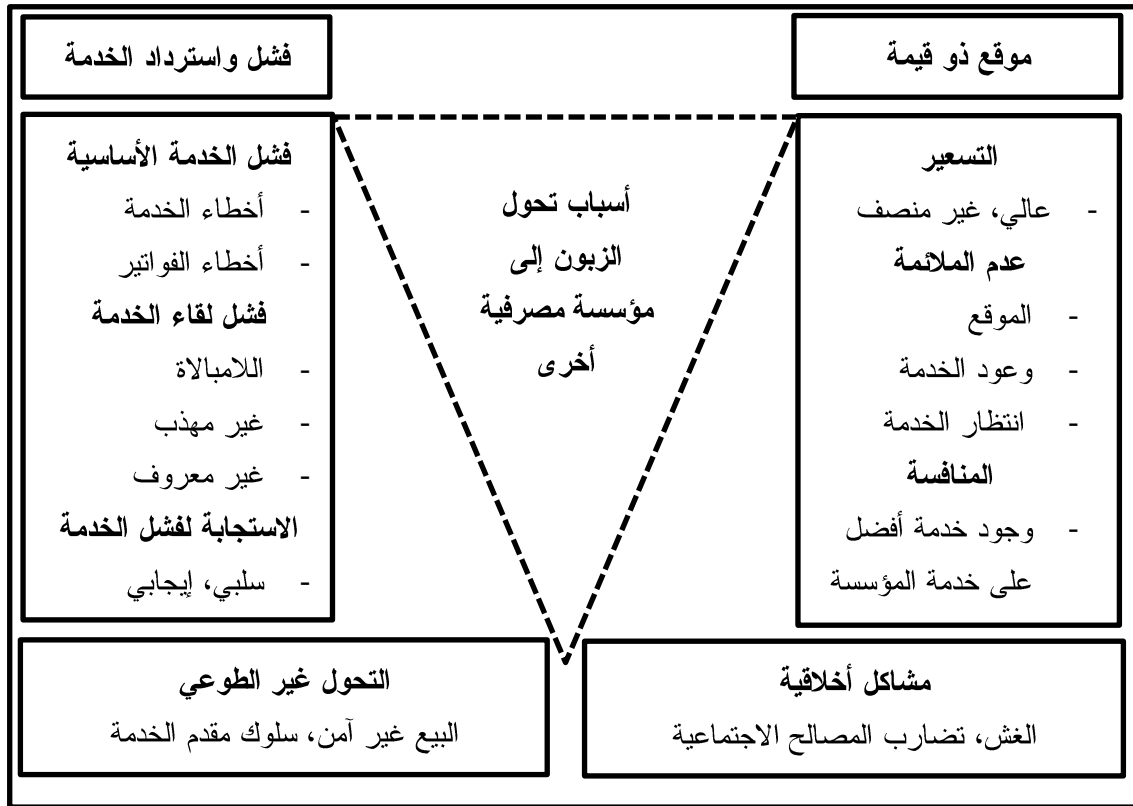 موقع ذو قيمة
فشل واسترداد الخدمة
التسعير
- عالي، غير منصف
عدم الملائمة
- الموقع
- وعود الخدمة
- انتظار الخدمة
المنافسة
- وجود خدمة أفضل
على خدمة المؤسسة
أسباب تحول
الزبون إلى
مؤسسة مصرفية
أخرى
فشل الخدمة الأساسية
- أخطاء الخدمة
- أخطاء الفواتير
فشل لقاء الخدمة
- اللامبالاة
- غير مهذب
- غير معروف
الاستجابة لفشل الخدمة
- سلبي، إيجابي
مشاكل أخلاقية
الغش، تضارب المصالح الاجتماعية
التحول غير الطوعي
البيع غير آمن، سلوك مقدم الخدمة